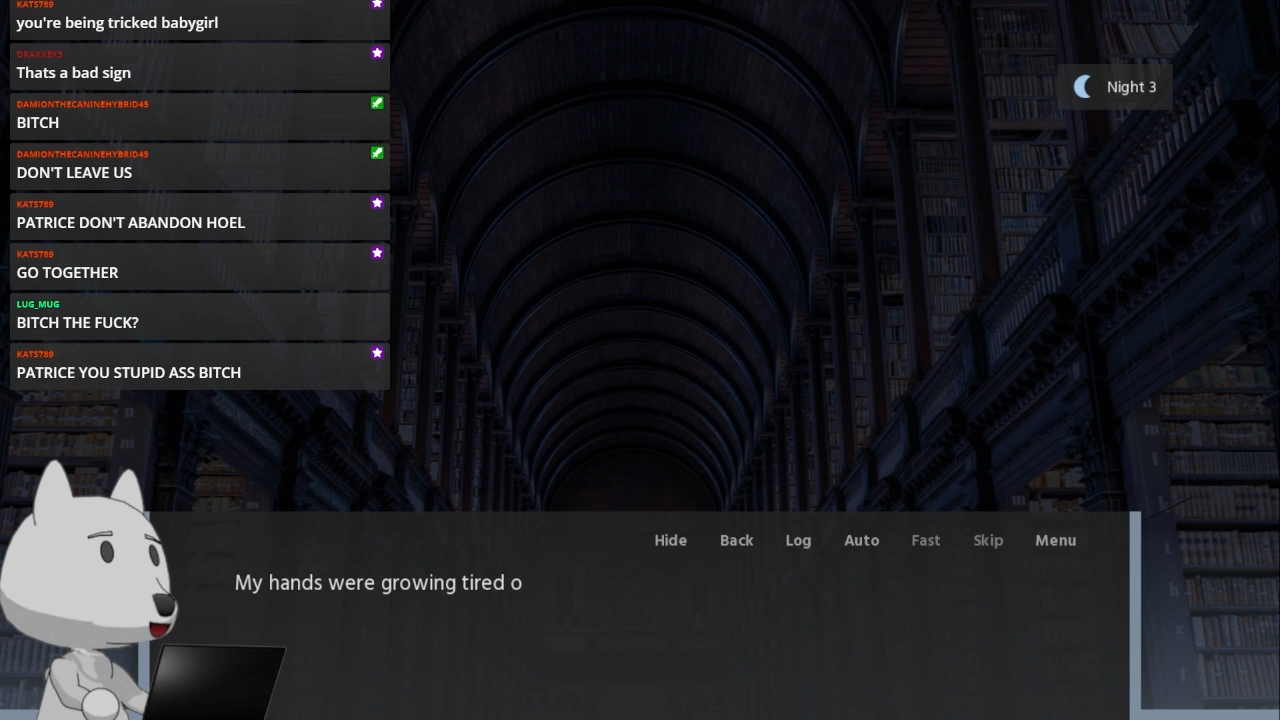 KATS789
you're being tricked babygirl
DRAXXEKS
Thats a bad sign
DAMIONTHECANINEHYBRID45
BITCH
DAMIONTHECANINEHYBRID45
DON'T LEAVE US
KATS789
PATRICE DON'T ABANDON HOEL
KATS789
GO TOGETHER
LUG_MUG
BITCH THE FUCK?
KATS789
PATRICE YOU STUPID ASS BITCH
Night 3
Hide Back Log Auto Fast Skip Menu
My hands were growing tired o